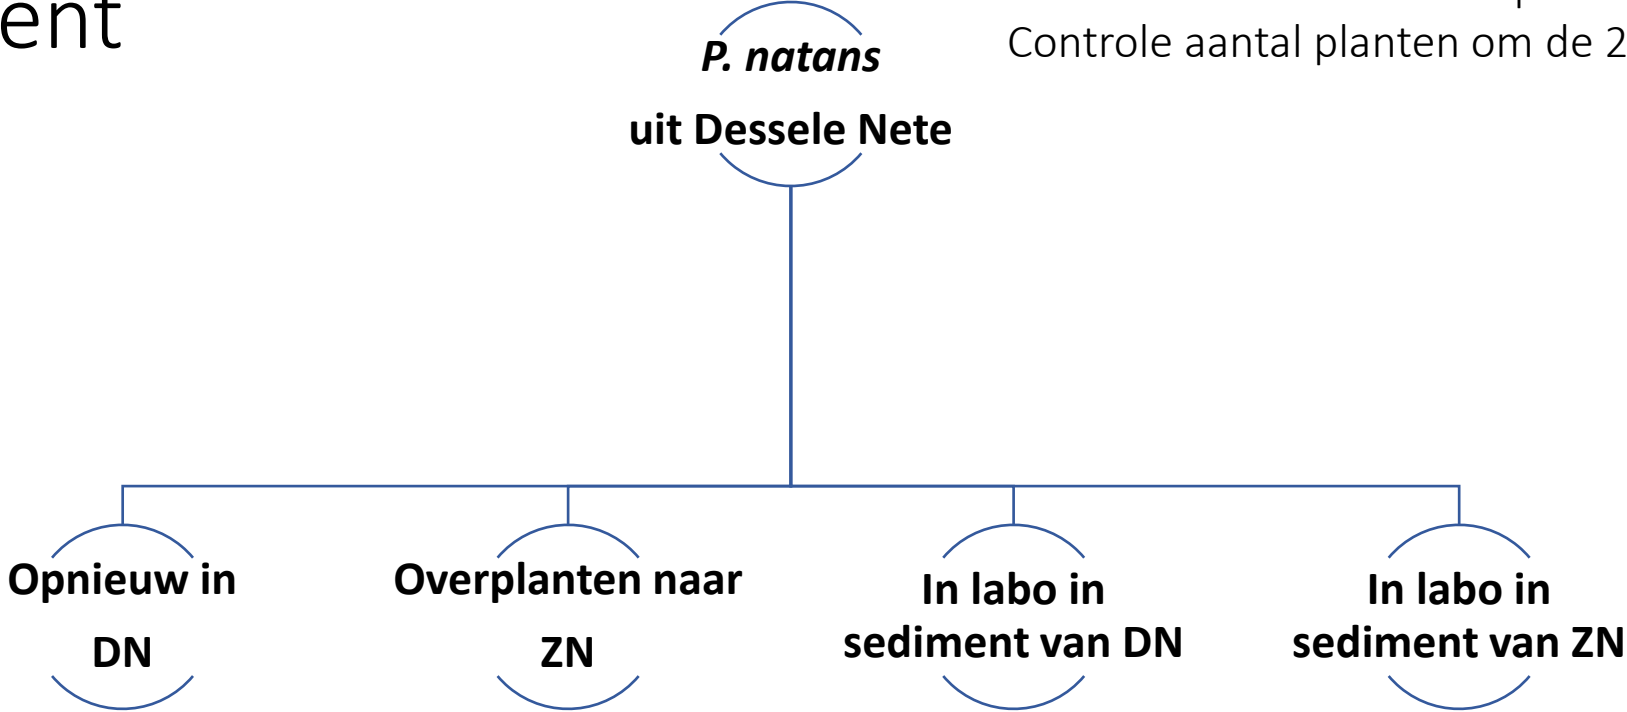 P. natans
uit Dessele Nete
Controle aantal planten om de 2
Opnieuw in
DN
Overplanten naar
ZN
In labo in
sediment van DN
In labo in
sediment van ZN